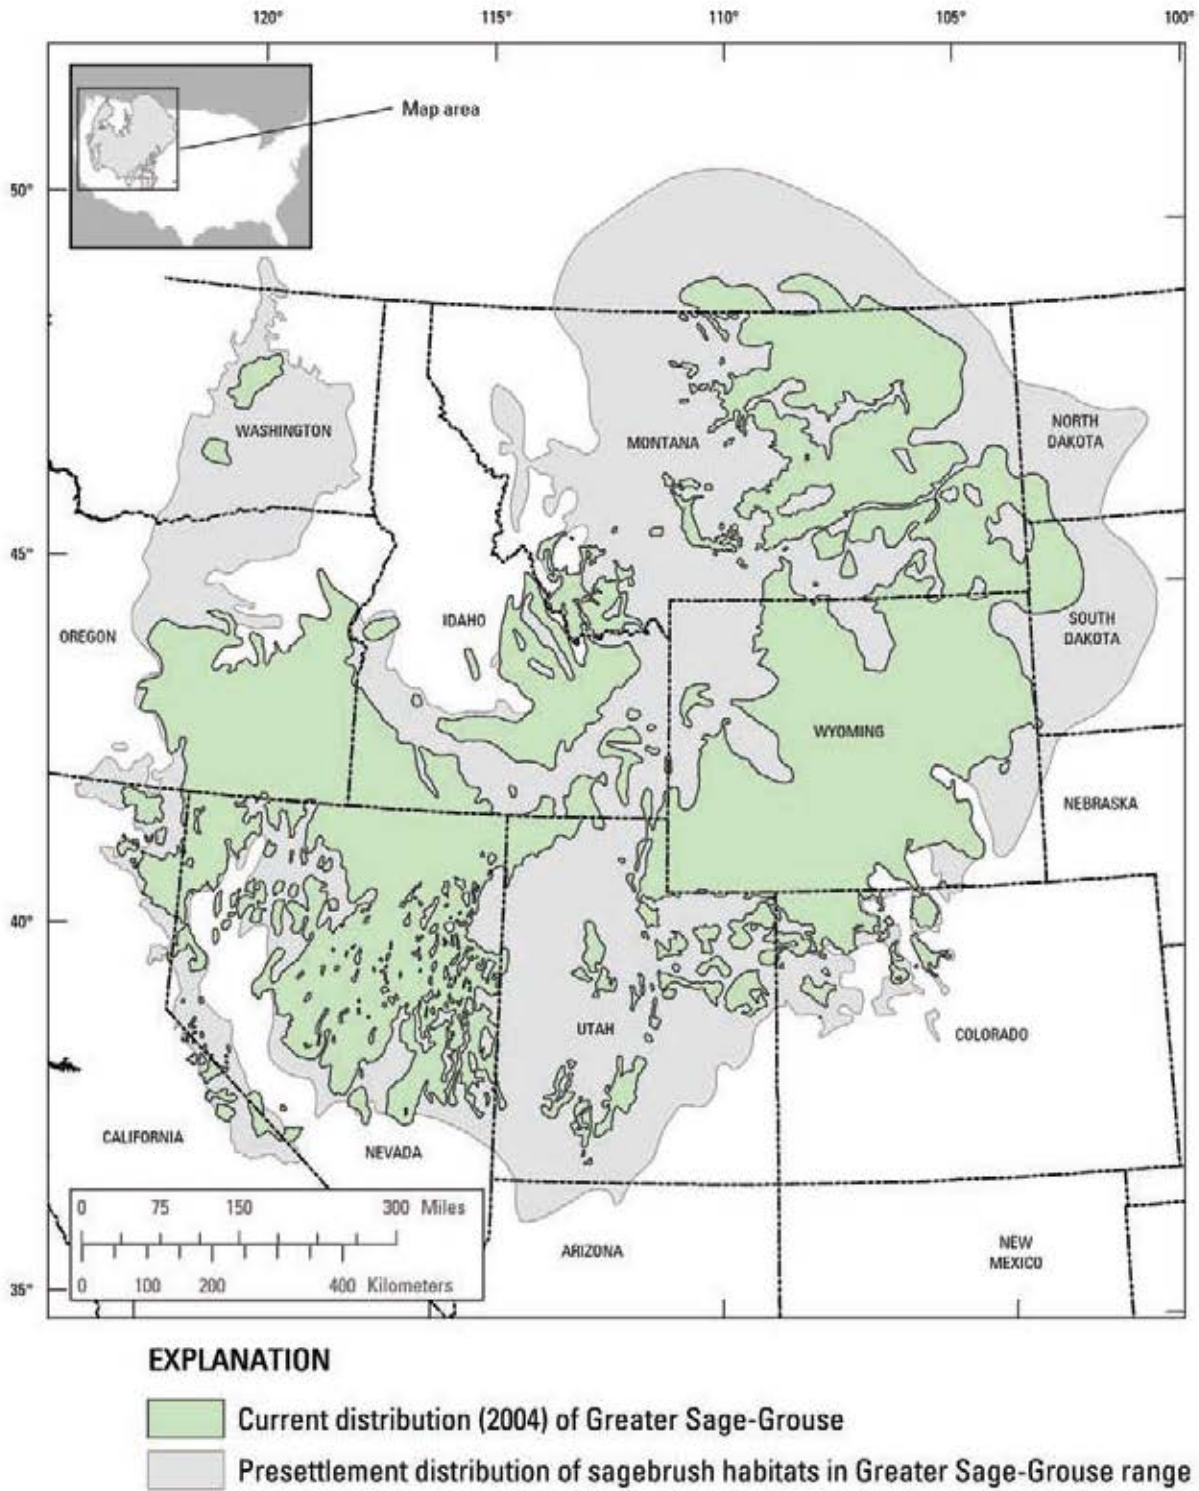 120° 115° 110° 105° 100°
Map area
50°
WASHINGTON
MONTANA
NORTH
DAKOTA
45°
OREGON
IDAHO
SOUTH
DAKOTA
WYOMING
NEBRASKA
40°
UTAH
COLORADO
CALIFORNIA
NEVADA
0 75 150 300 Miles
0 100 200 400 Kilometers
ARIZONA
NEW
MEXICO
35°
EXPLANATION
Current distribution (2004) of Greater Sage-Grouse
Presettlement distribution of sagebrush habitats in Greater Sage-Grouse range